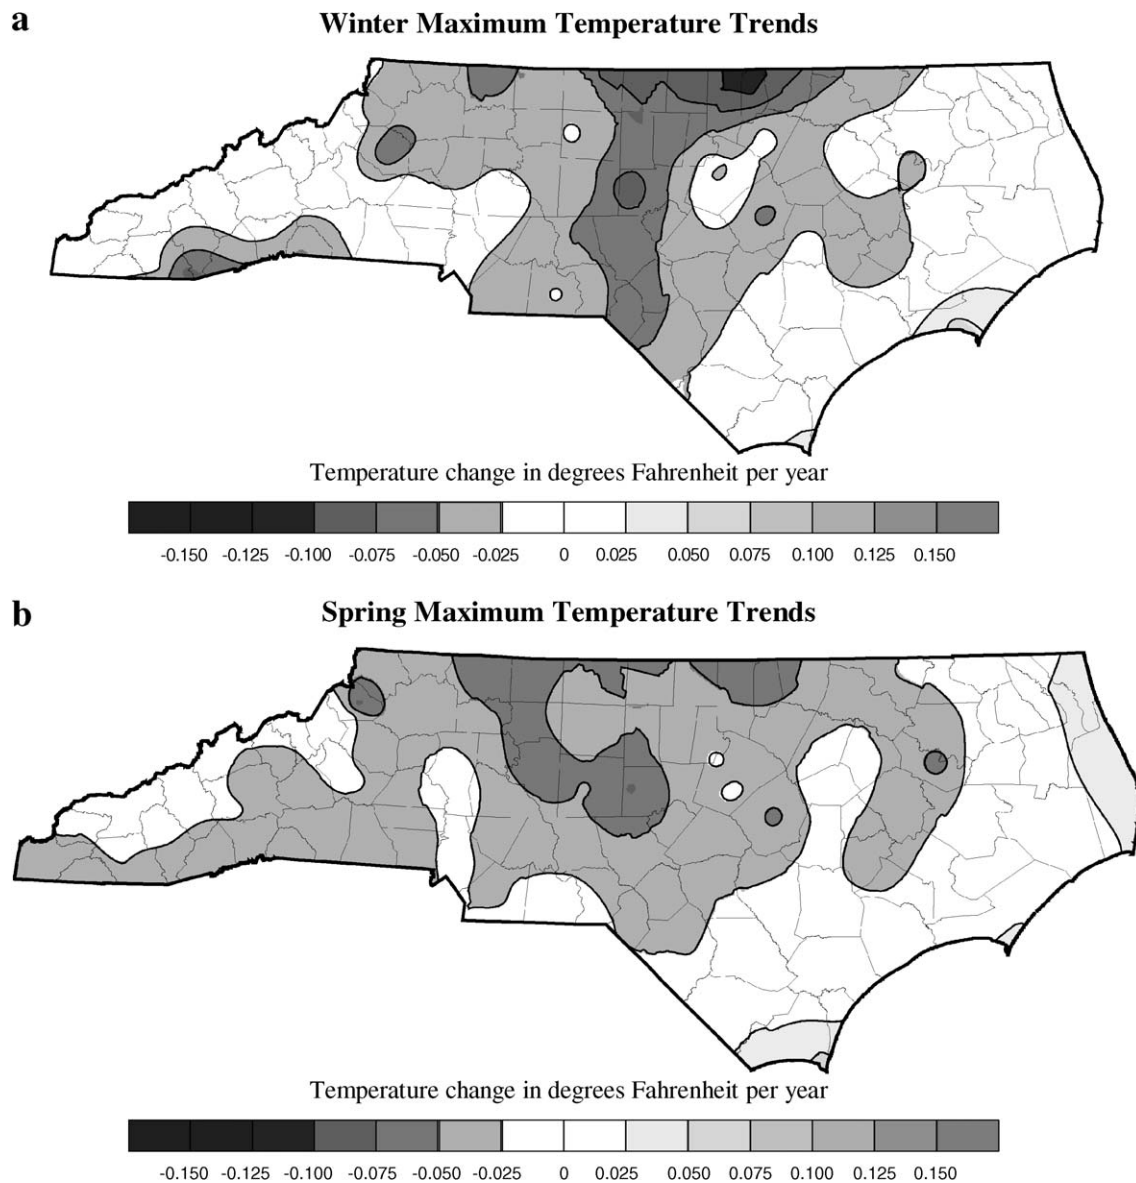 a
Winter Maximum Temperature Trends
Temperature change in degrees Fahrenheit per year
-0.150 -0.125 -0.100 -0.075 -0.050 -0.025 0 0.025 0.050 0.075 0.100 0.125 0.150
b
Spring Maximum Temperature Trends
Temperature change in degrees Fahrenheit per year
-0.150 -0.125 -0.100 -0.075 -0.050 -0.025 0 0.025 0.050 0.075 0.100 0.125 0.150